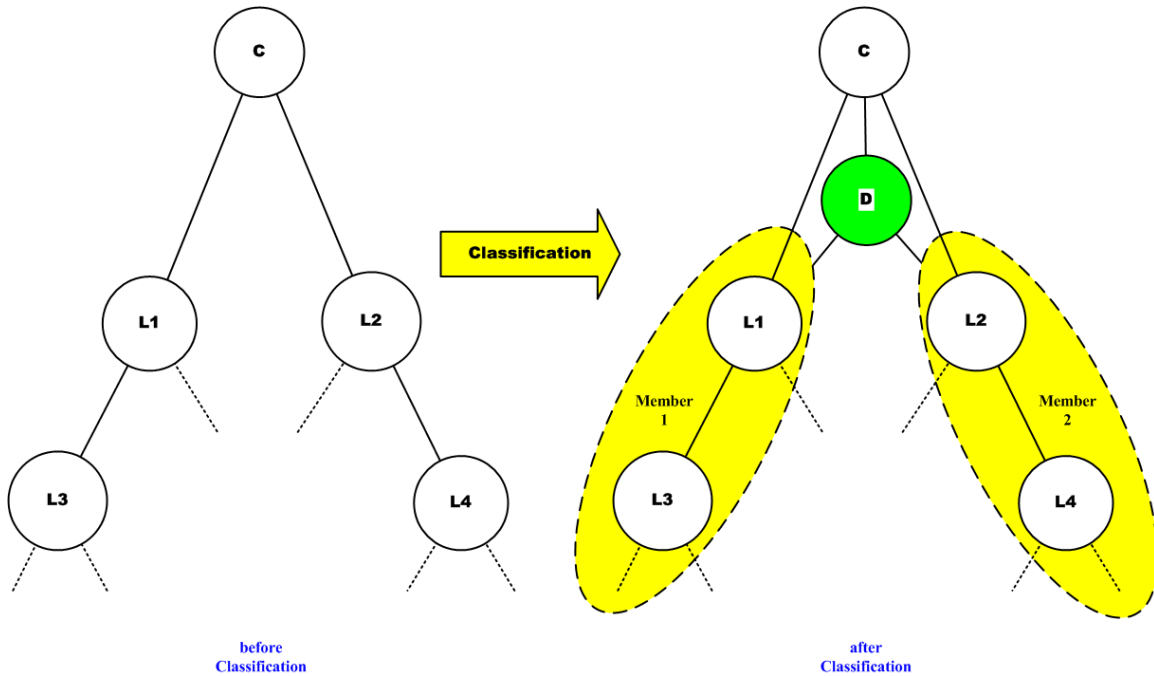 C
C
D
Classification
L1
L2
L1
L2
Member
1
Member
2
L3
L4
L3
L4
before
Classification
after
Classification